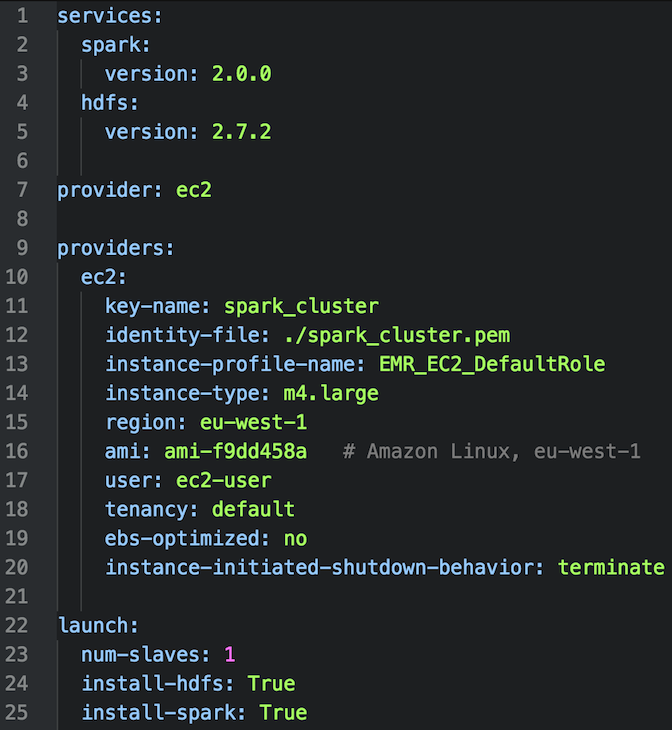 1 services:
2   spark:
3     version: 2.0.0
4   hdfs:
5     version: 2.7.2
6
7 provider: ec2
8
9 providers:
10   ec2:
11     key-name: spark_cluster
12     identity-file: ./spark_cluster.pem
13     instance-profile-name: EMR_EC2_DefaultRole
14     instance-type: m4.large
15     region: eu-west-1
16     ami: ami-f9dd458a   # Amazon Linux, eu-west-1
17     user: ec2-user
18     tenancy: default
19     ebs-optimized: no
20     instance-initiated-shutdown-behavior: terminate
21
22 launch:
23   num-slaves: 1
24   install-hdfs: True
25   install-spark: True